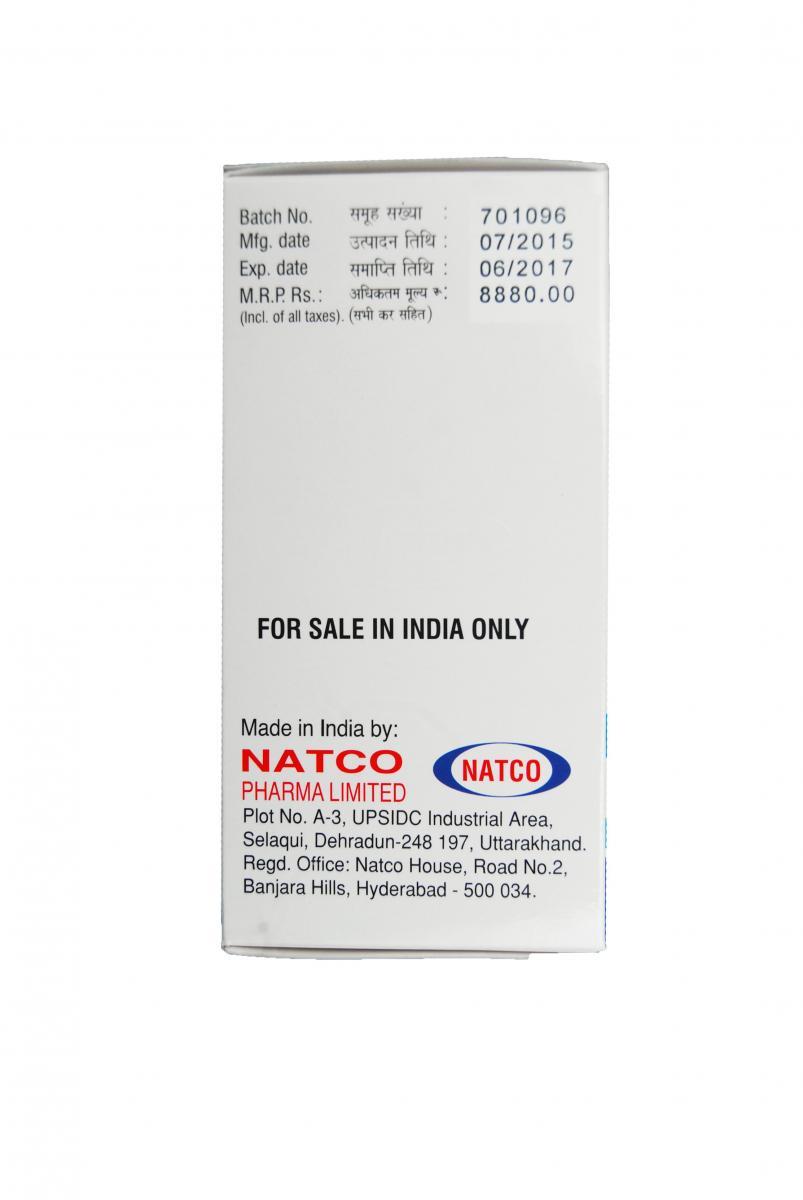 Batch No. समूह सख्ंया : 701096
Mfg. date उत्पादन तिथि : 07/2015
Exp. date समाप्ति तिथि : 06/2017
M.R.P. Rs.: अधिकतम मूल्य रू: 8880.00
(Incl. of all taxes). (सभी कर सहित)
FOR SALE IN INDIA ONLY
Made in India by:
NATCO
PHARMA LIMITED
NATCO
Plot No. A-3, UPSIDC Industrial Area,
Selaqui, Dehradun-248 197, Uttarakhand.
Regd. Office: Natco House, Road No.2,
Banjara Hills, Hyderabad - 500 034.